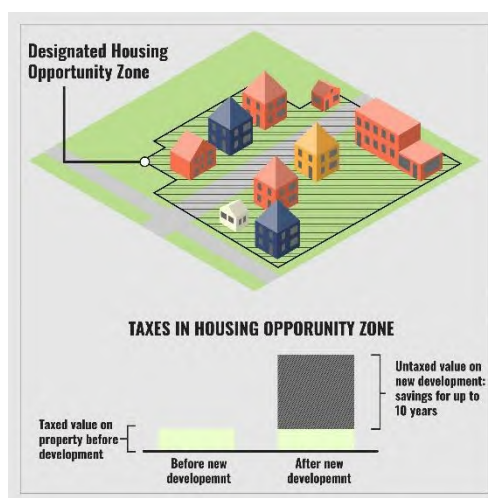 Designated Housing
Opportunity Zone
TAXES IN HOUSING OPPORUNITY ZONE
Untaxed value on
new development:
savings for up to
10 years
Taxed value on
property before
development
Before new
developemnt
After new
developemnt